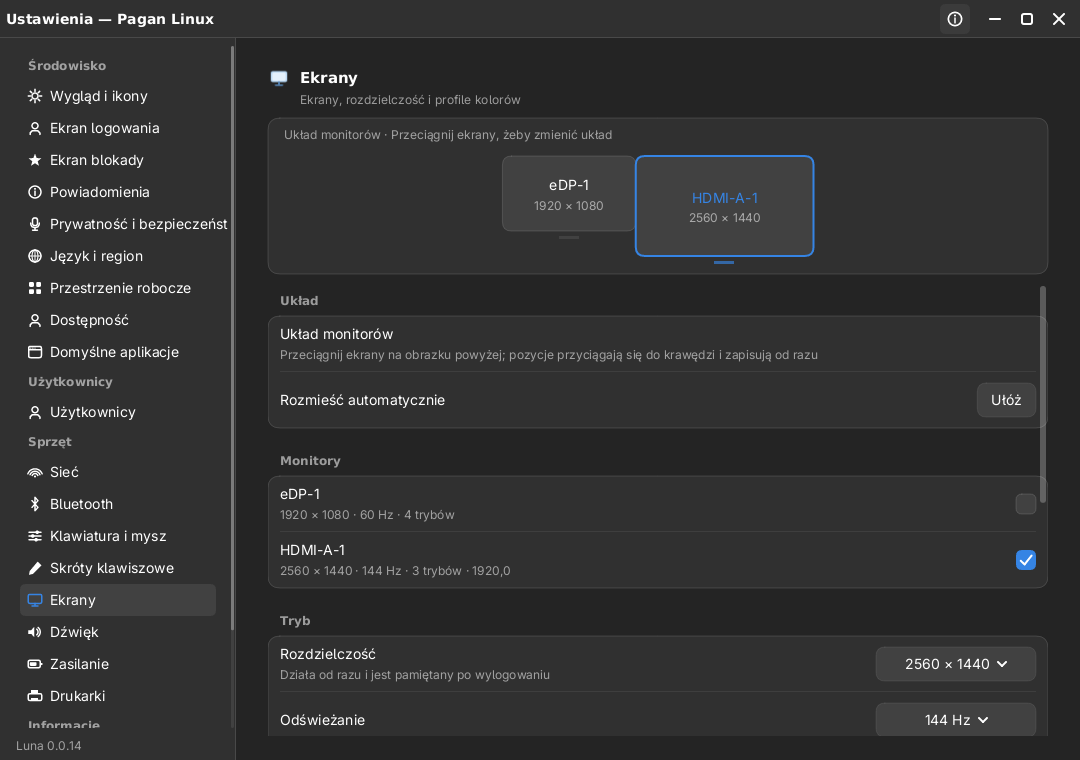 Ustawienia — Pagan Linux
Środowisko
Wygląd i ikony
Ekran logowania
Ekran blokady
Powiadomienia
Prywatność i bezpieczeńst
Język i region
Przestrzenie robocze
Dostępność
Domyślne aplikacje
Użytkownicy
Użytkownicy
Sprzęt
Sieć
Bluetooth
Klawiatura i mysz
Skróty klawiszowe
Ekrany
Dźwięk
Zasilanie
Drukarki
Informacje
Luna 0.0.14
Ekrany
Ekrany, rozdzielczość i profile kolorów
Układ monitorów · Przeciągnij ekrany, żeby zmienić układ
eDP-1
1920 × 1080
HDMI-A-1
2560 × 1440
Układ
Układ monitorów
Przeciągnij ekrany na obrazku powyżej; pozycje przyciągają się do krawędzi i zapisują od razu
Rozmieść automatycznie
Ułóż
Monitory
eDP-1
1920 × 1080 · 60 Hz · 4 trybów
HDMI-A-1
2560 × 1440 · 144 Hz · 3 trybów · 1920,0
Tryb
Rozdzielczość
2560 × 1440
Działa od razu i jest pamiętany po wylogowaniu
Odświeżanie
144 Hz